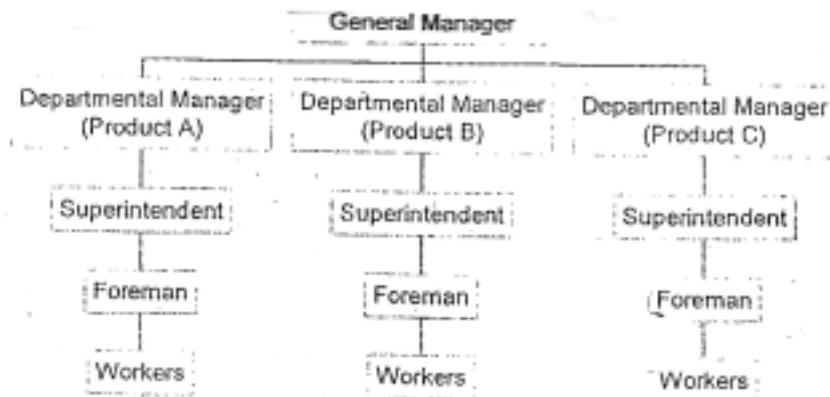 General Manager
Departmental Manager
(Product A)
Departmental Manager
(Product B)
Departmental Manager
(Product C)
Superintendent
Superintendent
Superintendent
Foreman
Foreman
Foreman
Workers
Workers
Workers